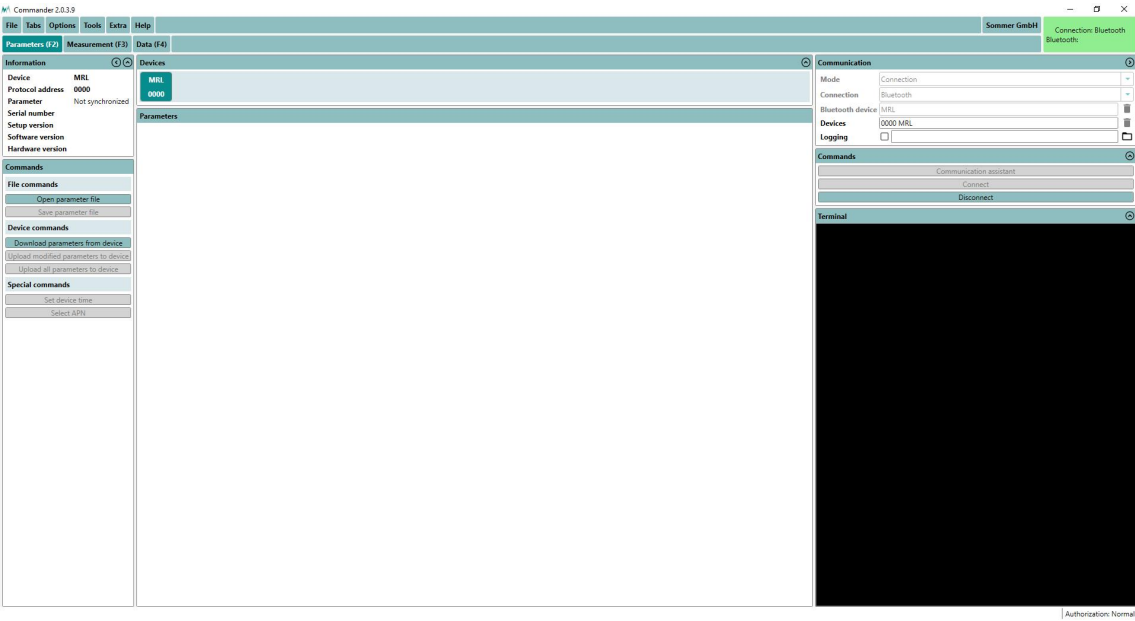 Commander 2.0.3.9
File Tabs Options Tools Extra Help Sommer GmbH
Connection: Bluetooth
Bluetooth:
Parameters (F2) Measurement (F3) Data (F4)
Information
Device MRL
Protocol address 0000
Parameter Not synchronized
Serial number
Setup version
Software version
Hardware version
Commands
File commands
Open parameter file
Save parameter file
Device commands
Download parameters from device
Upload modified parameters to device
Upload all parameters to device
Special commands
Set device time
Select APN
Devices
MRL
0000
Parameters
Communication
Mode Connection
Connection Bluetooth
Bluetooth device MRL
Devices 0000 MRL
Logging
Commands
Communication assistant
Connect
Disconnect
Terminal
Authorization: Normal